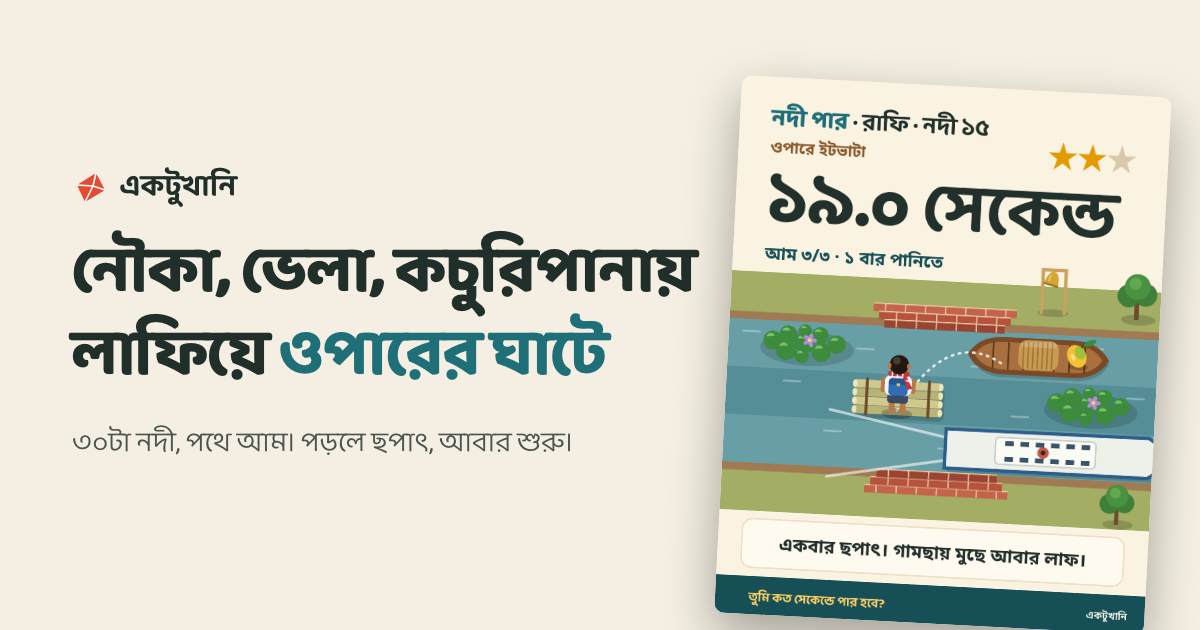 একটুখানি
নৌকা, ভেলা, কচুরিপানায়
লাফিয়ে ওপারের ঘাটে
৩০টা নদী, পথে আম। পড়লে ছপাৎ, আবার শুরু।
নদী পার · রাফি · নদী ১৫
ওপারে ইটভাটা
১৯.০ সেকেন্ড
আম ৩/৩ · ১ বার পানিতে
একবার ছপাৎ। গামছায় মুছে আবার লাফ।
তুমি কত সেকেন্ডে পার হবে?
একটুখানি